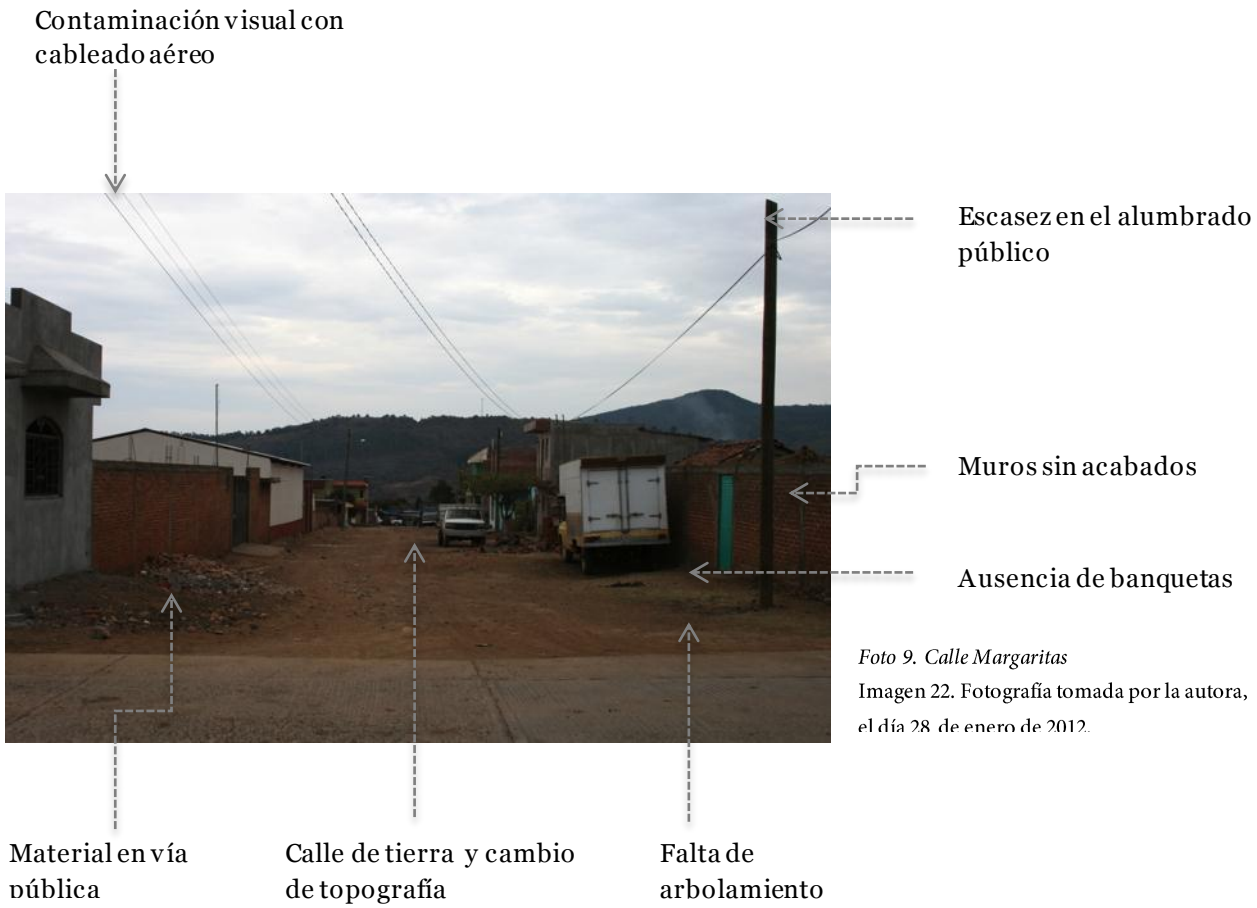 Contaminación visual con
cableado aéreo
Escasez en el alumbrado
público
Muros sin acabados
Ausencia de banquetas
Foto 9. Calle Margaritas
Imagen 22. Fotografía tomada por la autora,
el día 28 de enero de 2012.
Material en vía
pública
Calle de tierra y cambio
de topografía
Falta de
arbolamiento